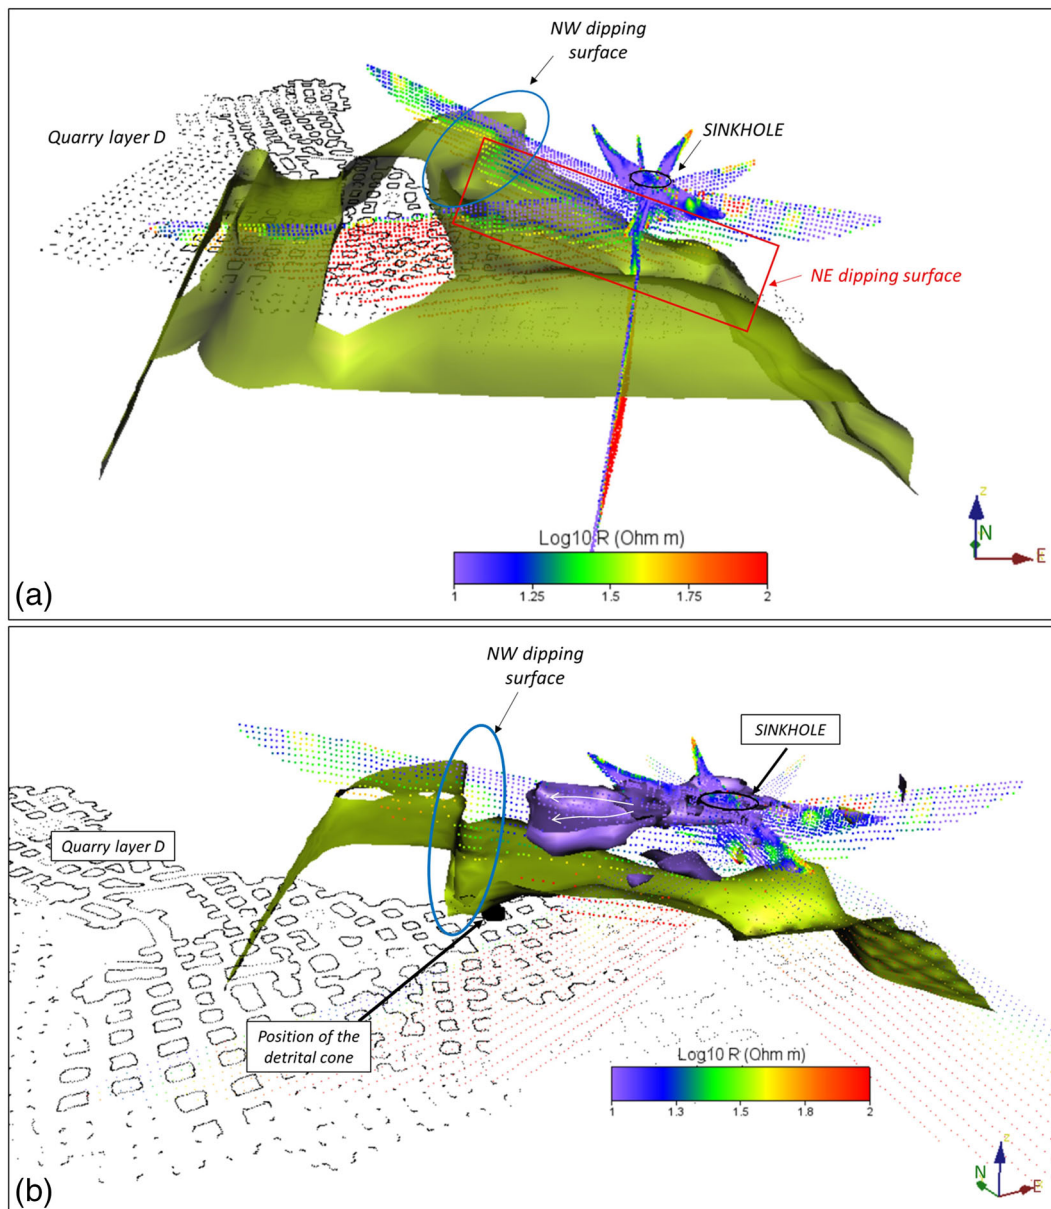 NW dipping
surface
SINKHOLE
Quarry layer D
NE dipping surface
z
N
E
Log10 R (Ohm m)
1 1.25 1.5 1.75 2
(a)
NW dipping
surface
SINKHOLE
Quarry layer D
Position of the
detrital cone
Log10 R (Ohm m)
1 1.3 1.5 1.8 2
z
N
E
(b)